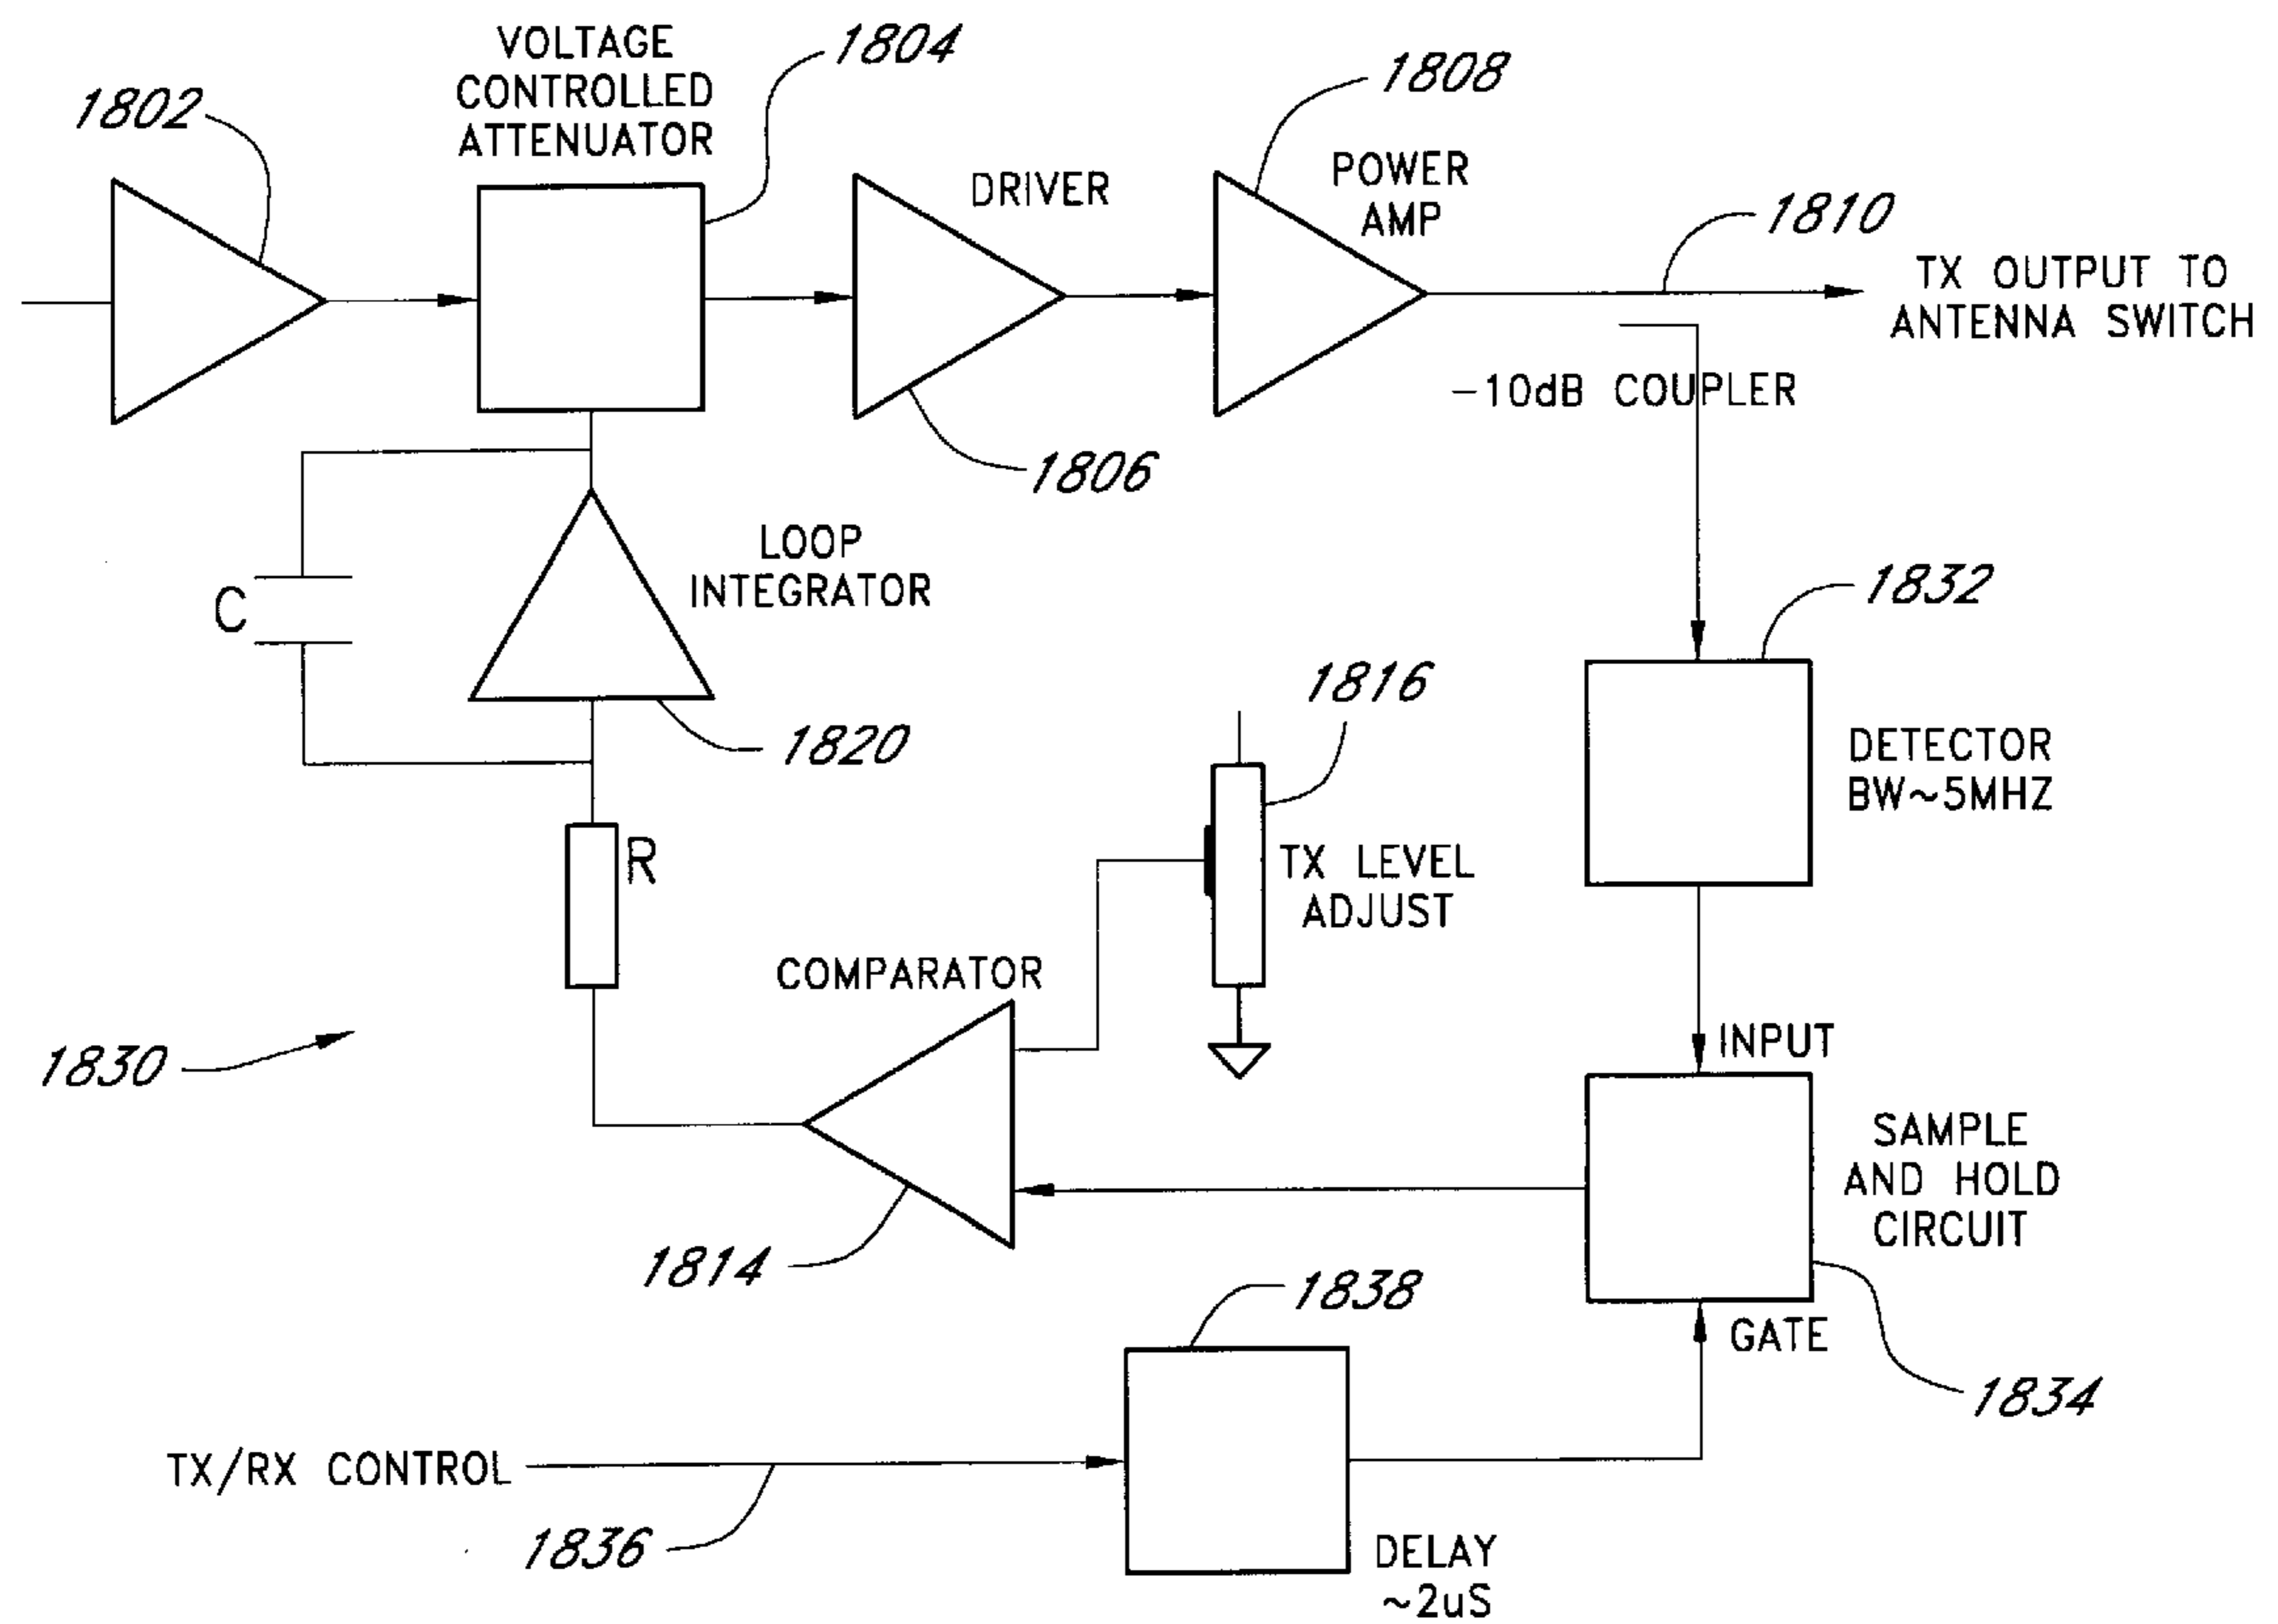 VOLTAGE
CONTROLLED
ATTENUATOR
1804
1802
1808
POWER
AMP
DRIVER
1810
TX OUTPUT TO
ANTENNA SWITCH
-10dB COUPLER
1806
LOOP
INTEGRATOR
C
1832
1816
1820
DETECTOR
BW~5MHZ
R
TX LEVEL
ADJUST
COMPARATOR
1830
INPUT
SAMPLE
AND HOLD
CIRCUIT
1814
1838
GATE
1834
TX/RX CONTROL
1836
DELAY
~2uS